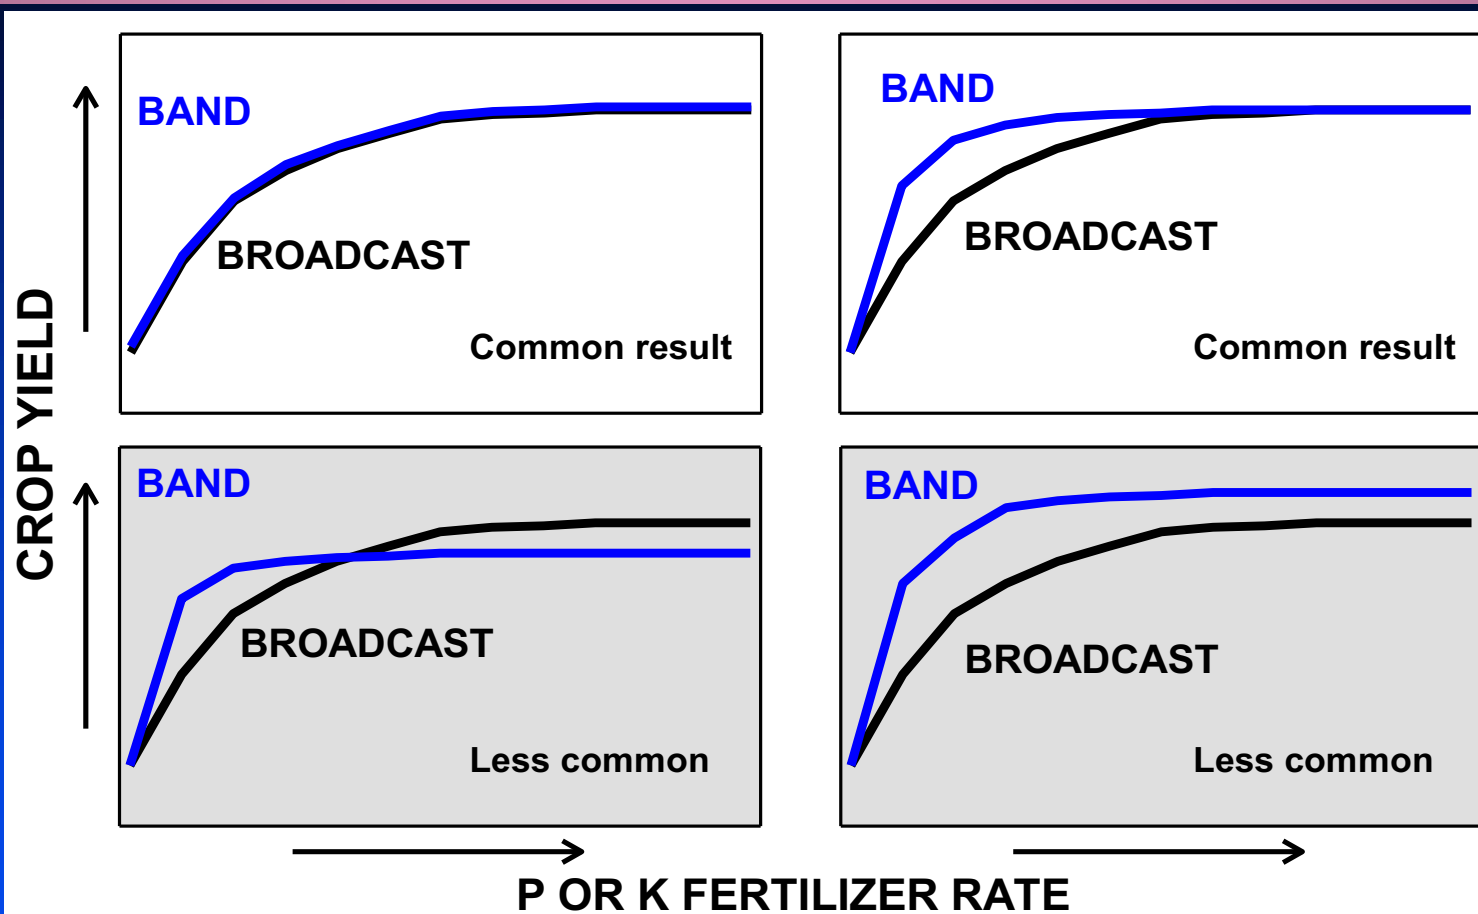 BAND
BROADCAST
Common result
BAND
BROADCAST
Common result
CROP YIELD
BAND
BROADCAST
Less common
BAND
BROADCAST
Less common
P OR K FERTILIZER RATE